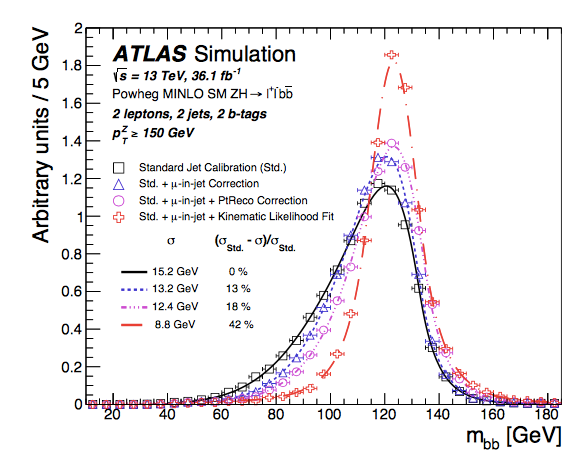 ATLAS Simulation
√s = 13 TeV, 36.1 fb⁻¹
Powheg MINLO SM ZH → l⁺l⁻bb̄
2 leptons, 2 jets, 2 b-tags
p_T^Z ≥ 150 GeV
Standard Jet Calibration (Std.)
Std. + μ-in-jet Correction
Std. + μ-in-jet + PtReco Correction
Std. + μ-in-jet + Kinematic Likelihood Fit
σ (σ_Std. - σ)/σ_Std.
15.2 GeV 0 %
13.2 GeV 13 %
12.4 GeV 18 %
8.8 GeV 42 %
Arbitrary units / 5 GeV
2
1.8
1.6
1.4
1.2
1
0.8
0.6
0.4
0.2
0
20 40 60 80 100 120 140 160 180
m_bb [GeV]